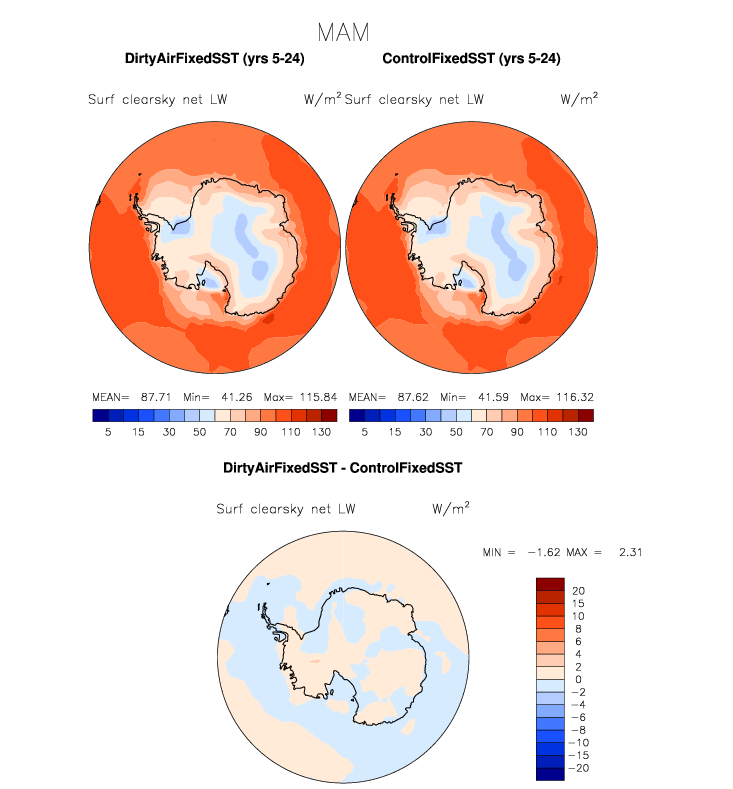 MAM
DirtyAirFixedSST (yrs 5-24) ControlFixedSST (yrs 5-24)
Surf clearsky net LW W/m² Surf clearsky net LW W/m²
MEAN= 87.71 Min= 41.26 Max= 115.84 MEAN= 87.62 Min= 41.59 Max= 116.32
5 15 30 50 70 90 110 130 5 15 30 50 70 90 110 130
DirtyAirFixedSST - ControlFixedSST
Surf clearsky net LW W/m²
MIN = -1.62 MAX = 2.31
20
15
10
8
6
4
2
0
-2
-4
-6
-8
-10
-15
-20